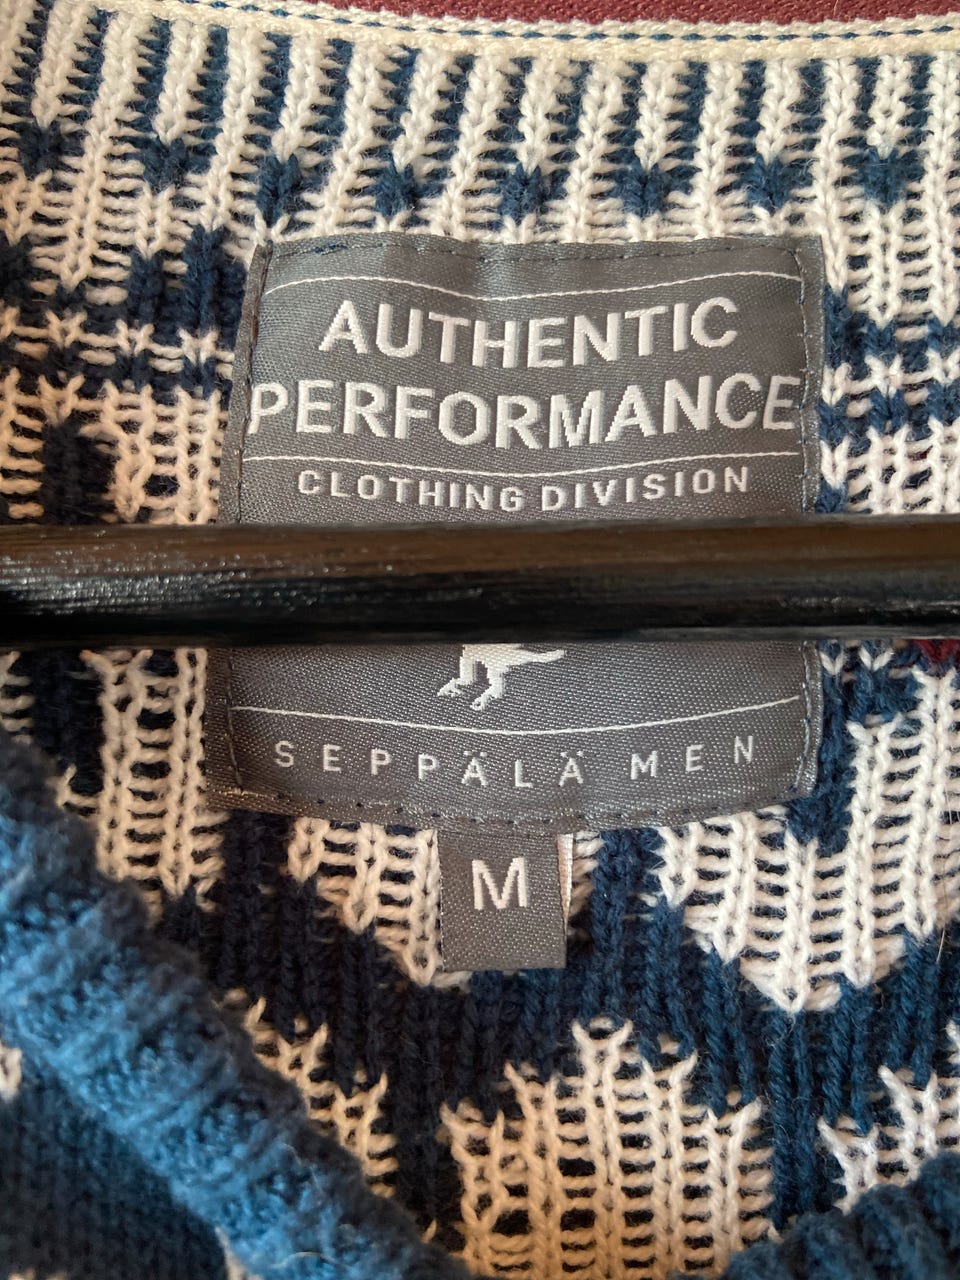 AUTHENTIC
PERFORMANCE
CLOTHING DIVISION
SEPPÄLÄ MEN
M